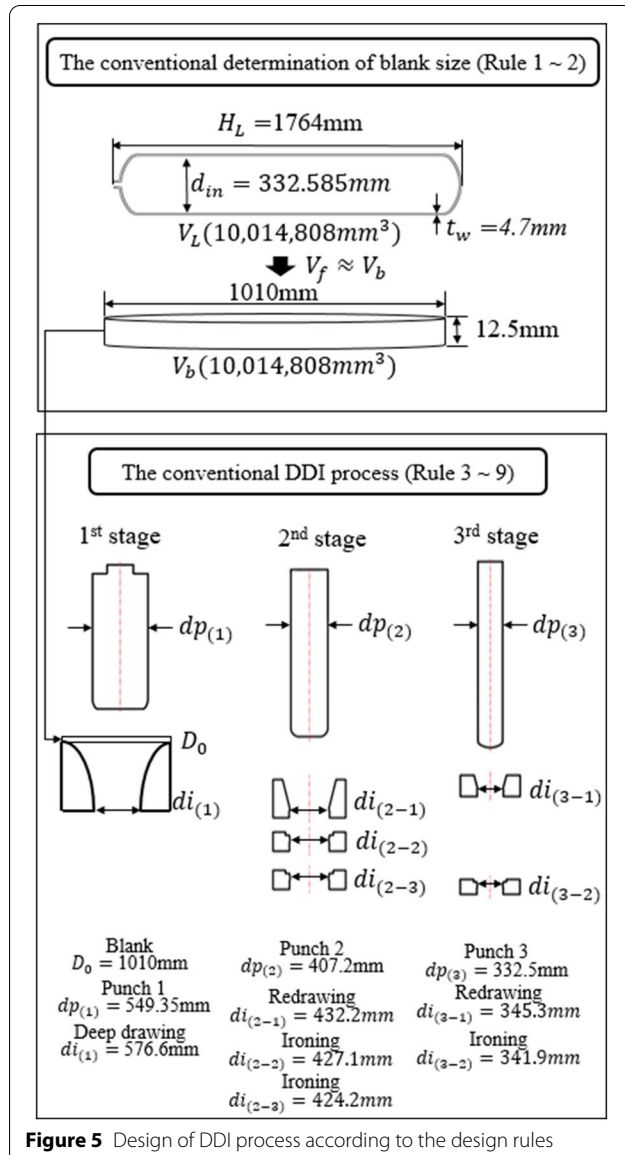 The conventional determination of blank size (Rule 1 ~ 2)
H_L =1764mm
d_in = 332.585mm
V_L(10,014,808mm³)
t_w =4.7mm
V_f ≈ V_b
1010mm
12.5mm
V_b(10,014,808mm³)
The conventional DDI process (Rule 3 ~ 9)
1st stage
2nd stage
3rd stage
dp(1)
dp(2)
dp(3)
D₀
di(1)
di(2−1)
di(2−2)
di(2−3)
di(3−1)
di(3−2)
Blank
D₀ = 1010mm
Punch 1
dp(1) = 549.35mm
Deep drawing
di(1) = 576.6mm
Punch 2
dp(2) = 407.2mm
Redrawing
di(2−1) = 432.2mm
Ironing
di(2−2) = 427.1mm
Ironing
di(2−3) = 424.2mm
Punch 3
dp(3) = 332.5mm
Redrawing
di(3−1) = 345.3mm
Ironing
di(3−2) = 341.9mm
Figure 5 Design of DDI process according to the design rules